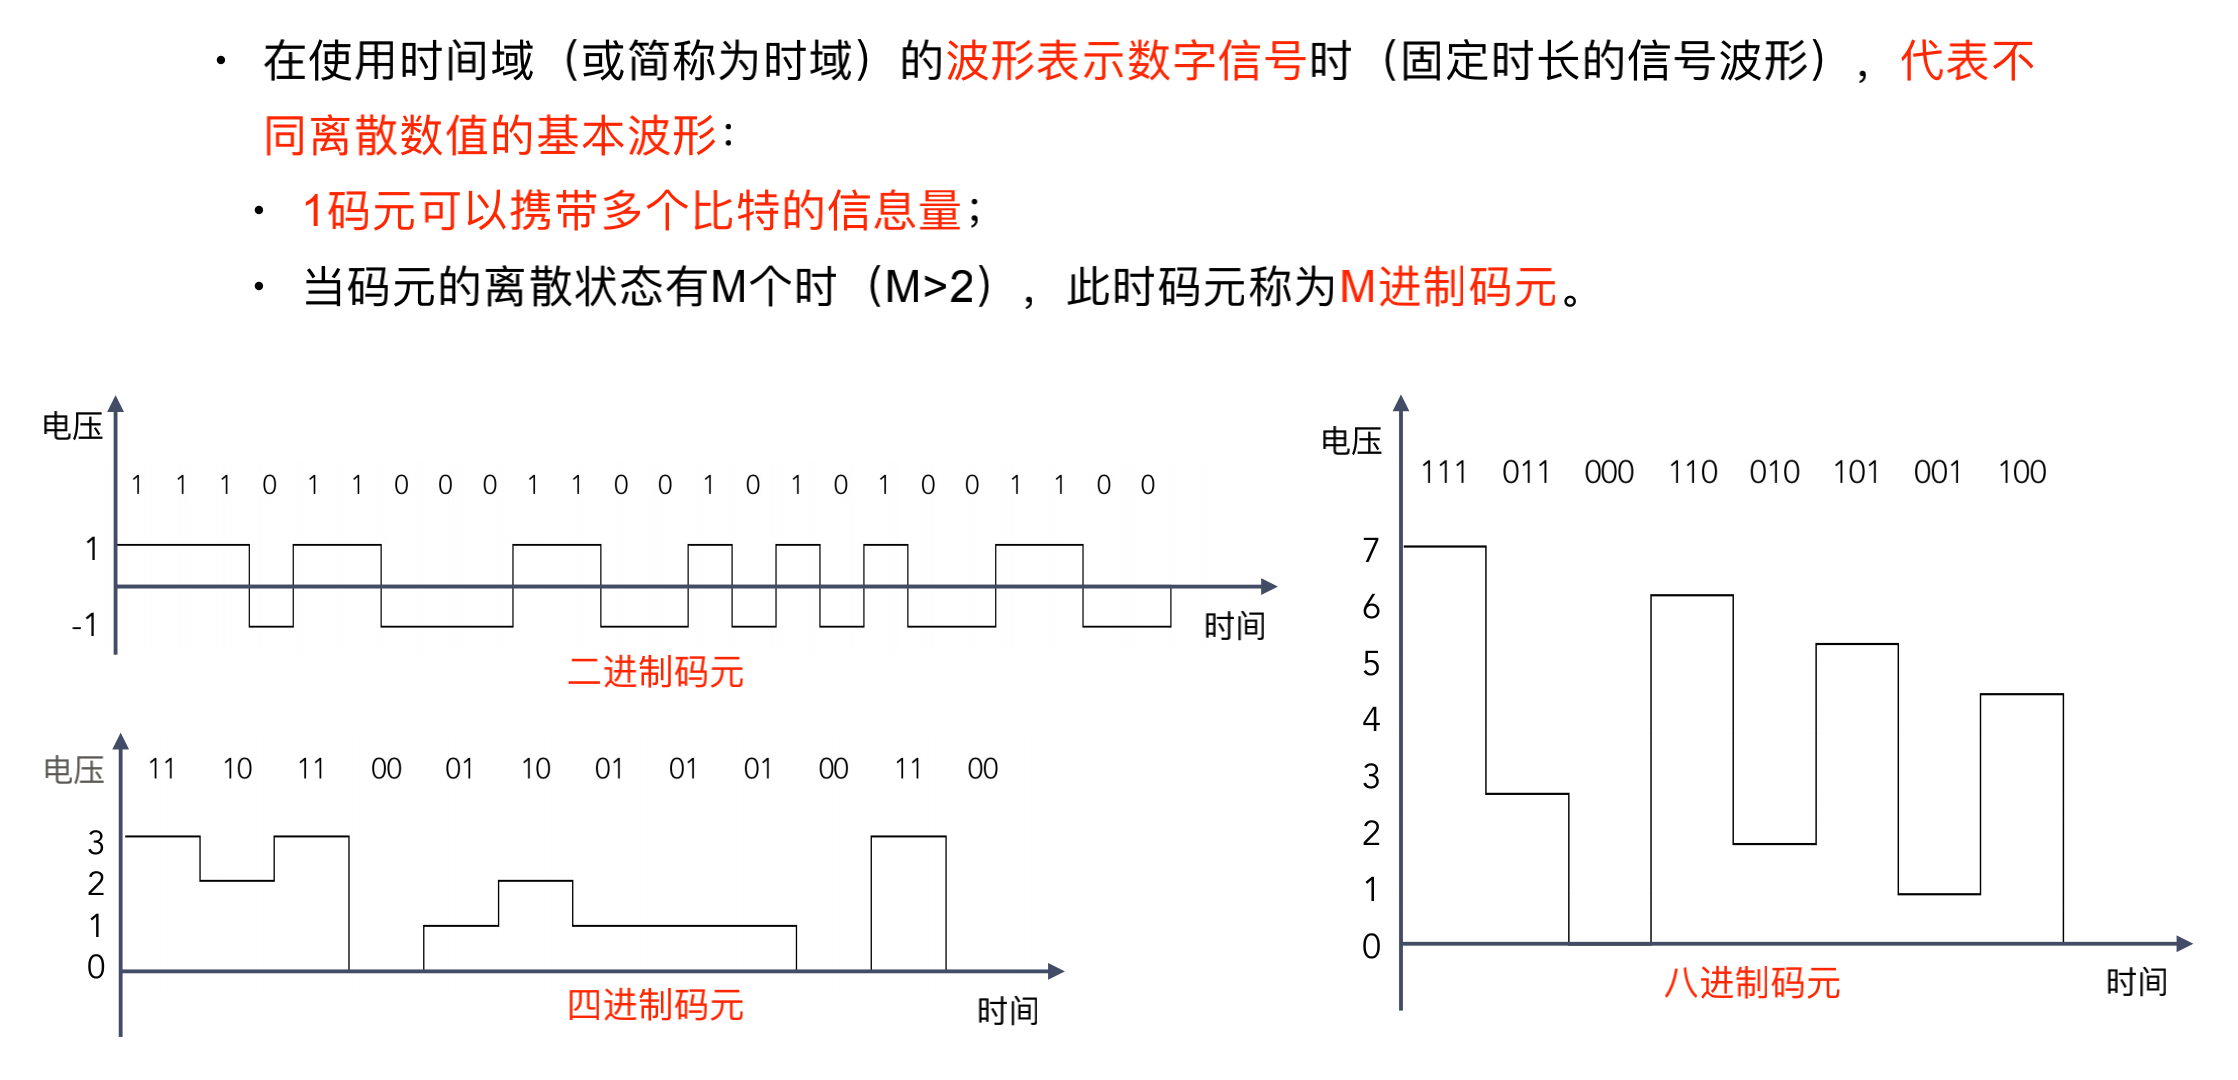 • 在使用时间域（或简称为时域）的波形表示数字信号时（固定时长的信号波形），代表不
同离散数值的基本波形：
• 1码元可以携带多个比特的信息量；
• 当码元的离散状态有M个时（M>2），此时码元称为M进制码元。
电压
1 1 1 0 1 1 0 0 0 1 1 0 0 1 0 1 0 1 0 0 1 1 0 0
1
-1
时间
二进制码元
电压
11 10 11 00 01 10 01 01 01 00 11 00
3
2
1
0
时间
四进制码元
电压
111 011 000 110 010 101 001 100
7
6
5
4
3
2
1
0
八进制码元
时间